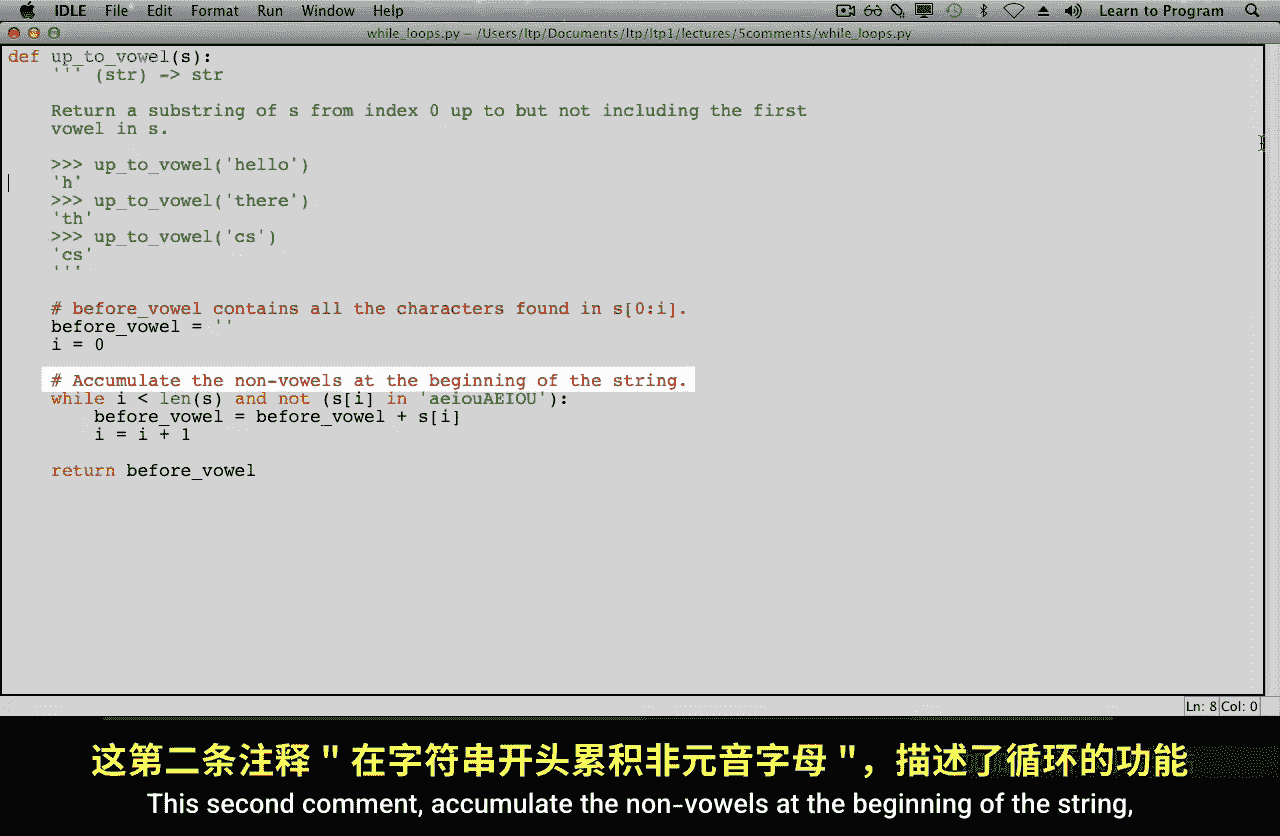 IDLE File Edit Format Run Window Help Learn to Program
while_loops.py – /Users/ltp/Documents/ltp/ltp1/lectures/5comments/while_loops.py
def up_to_vowel(s):
    ''' (str) -> str
    Return a substring of s from index 0 up to but not including the first
    vowel in s.
    >>> up_to_vowel('hello')
    'h'
    >>> up_to_vowel('there')
    'th'
    >>> up_to_vowel('cs')
    'cs'
    '''
    # before_vowel contains all the characters found in s[0:i].
    before_vowel = ''
    i = 0
    # Accumulate the non-vowels at the beginning of the string.
    while i < len(s) and not (s[i] in 'aeiouAEIOU'):
        before_vowel = before_vowel + s[i]
        i = i + 1
    return before_vowel
Ln: 8 Col: 0
这第二条注释 " 在字符串开头累积非元音字母 "，描述了循环的功能
This second comment, accumulate the non-vowels at the beginning of the string,